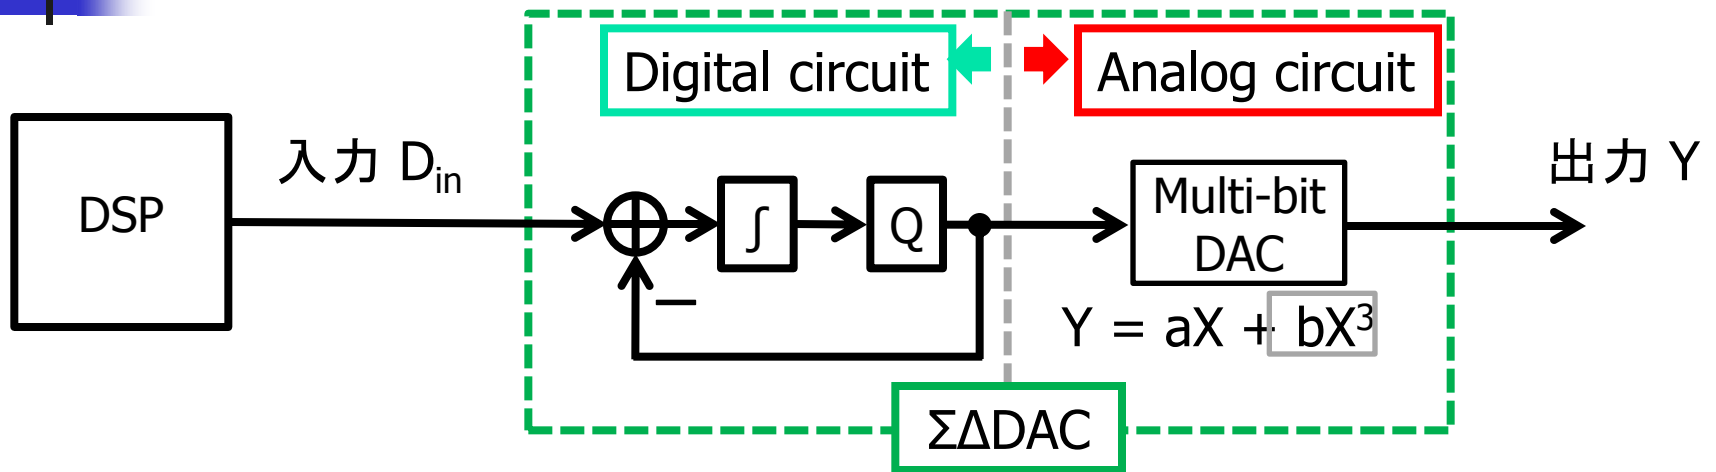 Digital circuit
Analog circuit
DSP
入力 Din
∫
Q
Multi-bit
DAC
出力 Y
−
Y = aX + bX³
ΣΔDAC